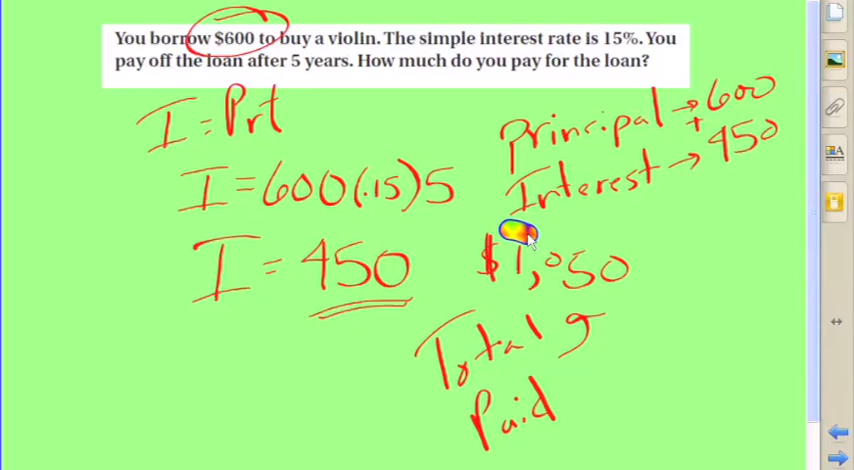 You borrow $600 to buy a violin. The simple interest rate is 15%. You
pay off the loan after 5 years. How much do you pay for the loan?
I = Prt
I = 600(.15)5
I = 450
Principal → 600
+
Interest → 450
$1,050
Total
Paid